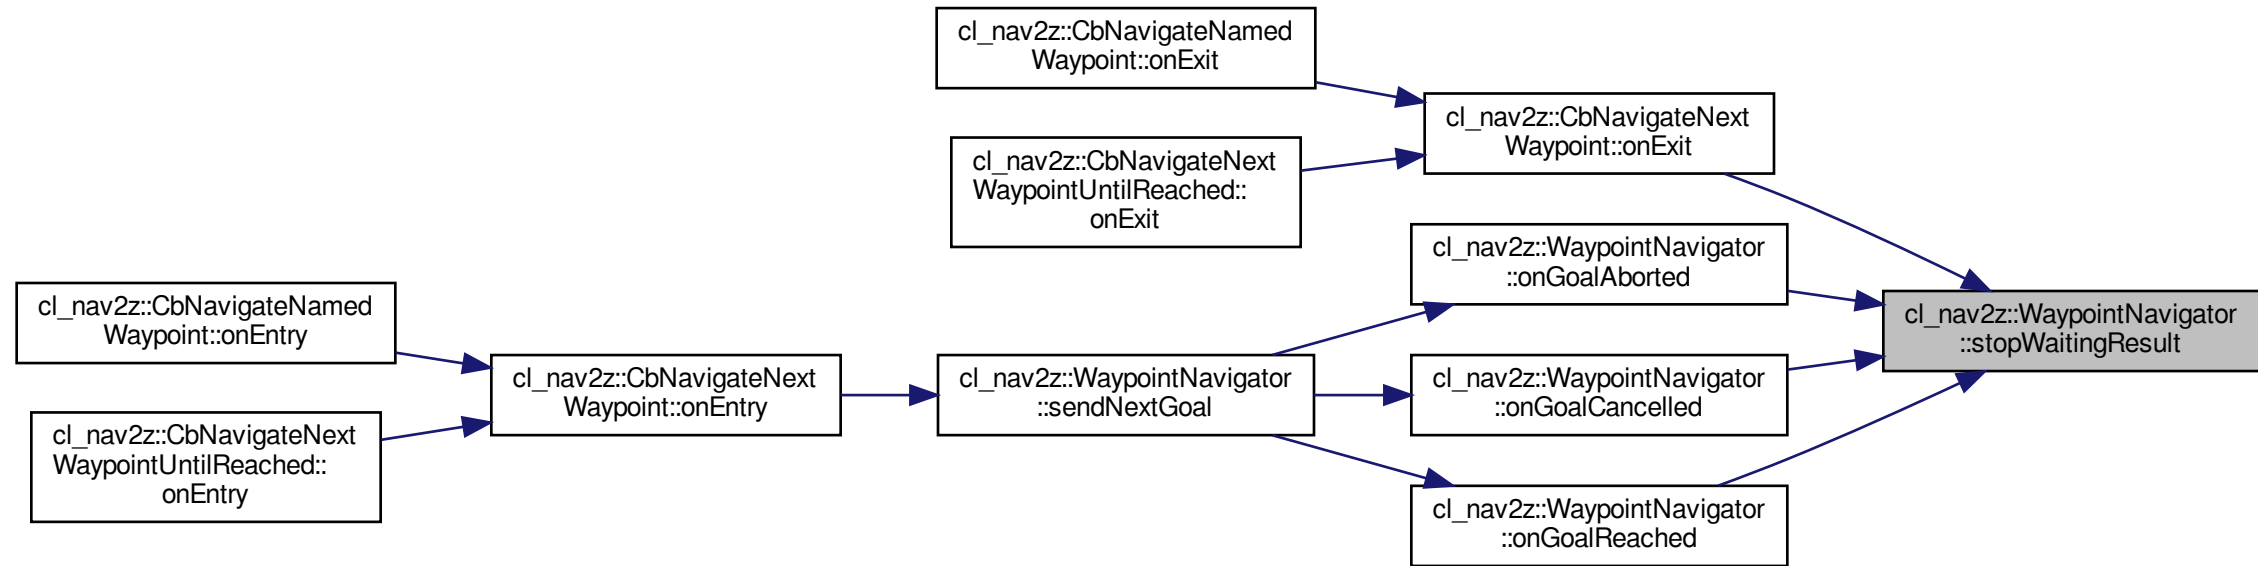 cl_nav2z::CbNavigateNamed
Waypoint::onExit
cl_nav2z::CbNavigateNext
Waypoint::onExit
cl_nav2z::CbNavigateNext
WaypointUntilReached::
onExit
cl_nav2z::WaypointNavigator
::onGoalAborted
cl_nav2z::CbNavigateNamed
Waypoint::onEntry
cl_nav2z::WaypointNavigator
::stopWaitingResult
cl_nav2z::CbNavigateNext
Waypoint::onEntry
cl_nav2z::WaypointNavigator
::sendNextGoal
cl_nav2z::WaypointNavigator
::onGoalCancelled
cl_nav2z::CbNavigateNext
WaypointUntilReached::
onEntry
cl_nav2z::WaypointNavigator
::onGoalReached